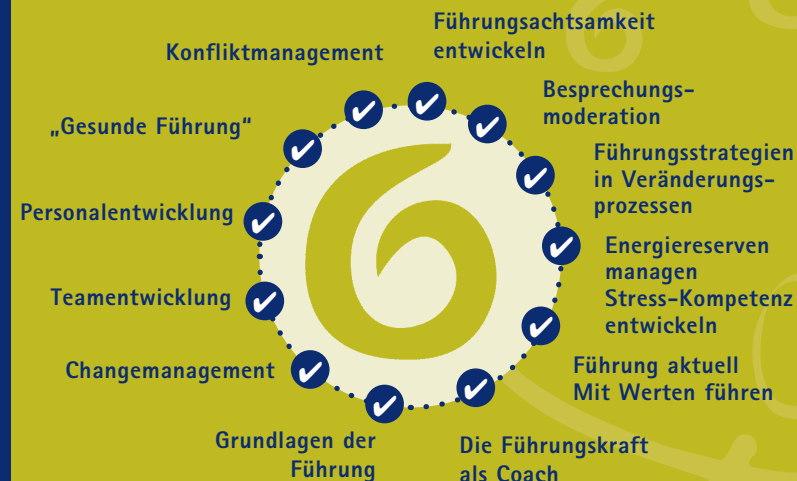 Führungsachtsamkeit
entwickeln
Besprechungs-
moderation
Führungsstrategien
in Veränderungs-
prozessen
Energiereserven
managen
Stress-Kompetenz
entwickeln
Führung aktuell
Mit Werten führen
Die Führungskraft
als Coach
Grundlagen der
Führung
Changemanagement
Teamentwicklung
Personalentwicklung
„Gesunde Führung“
Konfliktmanagement
6